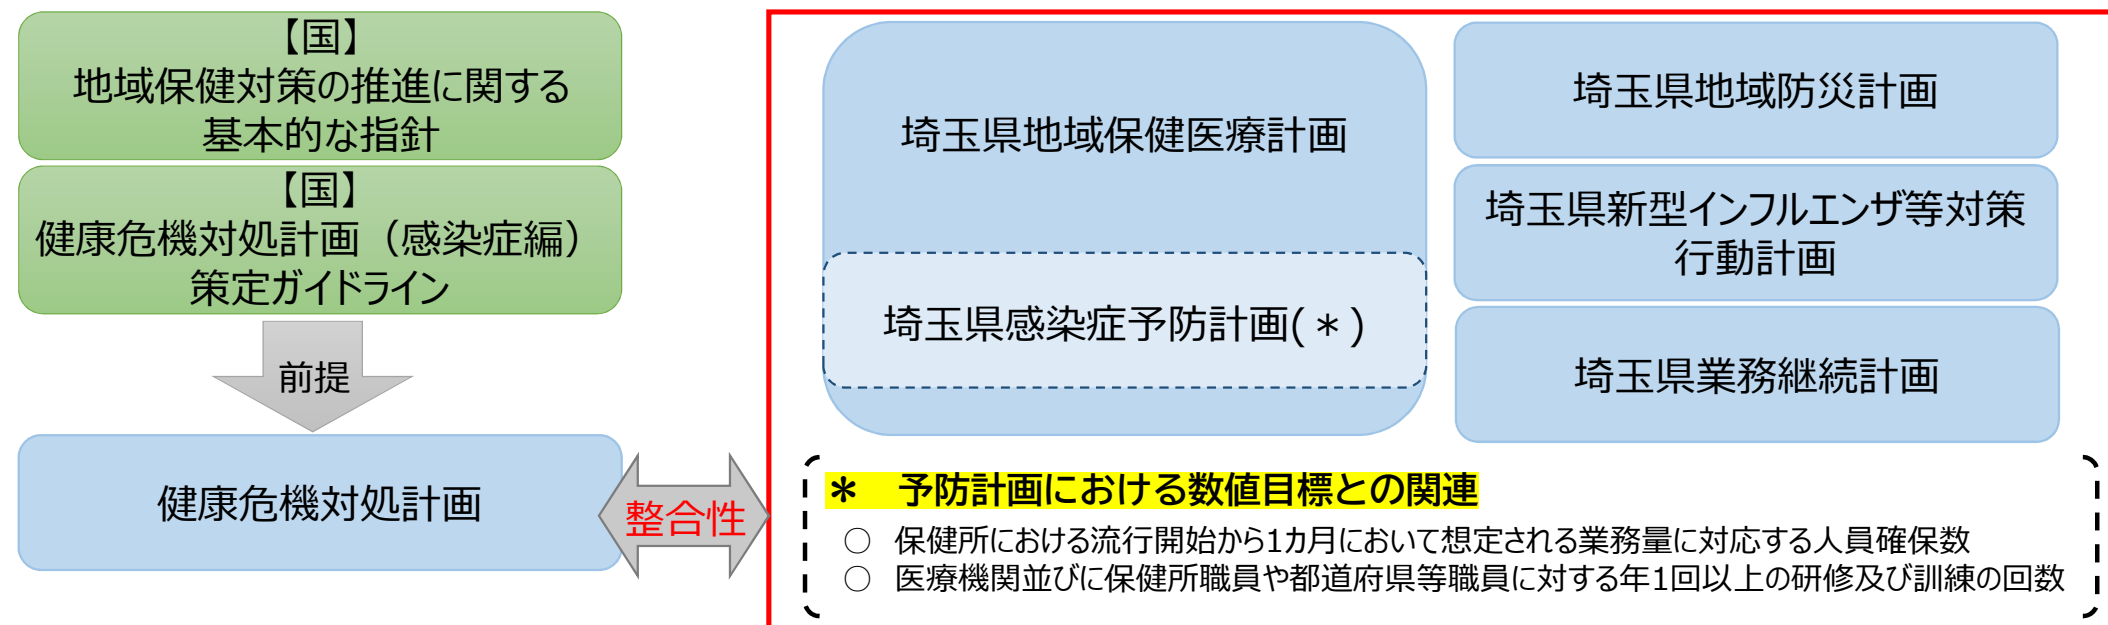 【国】
地域保健対策の推進に関する
基本的な指針
【国】
健康危機対処計画（感染症編）
策定ガイドライン
前提
健康危機対処計画
整合性
埼玉県地域保健医療計画
埼玉県感染症予防計画(＊)
埼玉県地域防災計画
埼玉県新型インフルエンザ等対策
行動計画
埼玉県業務継続計画
＊　予防計画における数値目標との関連
○　保健所における流行開始から1カ月において想定される業務量に対応する人員確保数
○　医療機関並びに保健所職員や都道府県等職員に対する年1回以上の研修及び訓練の回数